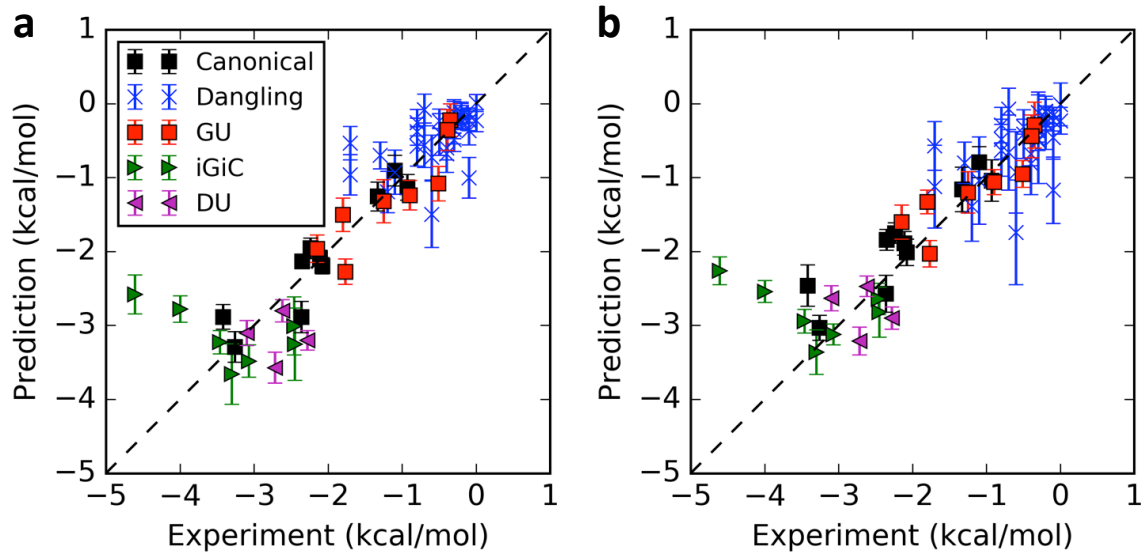 a
b
1
0
−1
−2
−3
−4
−5
Prediction (kcal/mol)
Canonical
Dangling
GU
iGiC
DU
−5 −4 −3 −2 −1 0 1
Experiment (kcal/mol)
1
0
−1
−2
−3
−4
−5
Prediction (kcal/mol)
−5 −4 −3 −2 −1 0 1
Experiment (kcal/mol)